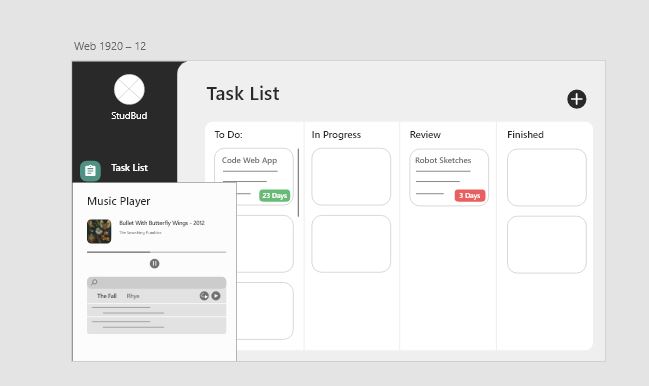 Web 1920 – 12
StudBud
Task List
Task List
To Do:
In Progress
Review
Finished
Code Web App
23 Days
Robot Sketches
3 Days
Music Player
Bullet With Butterfly Wings - 2012
The Smashing Pumpkins
The Fall
Rhye